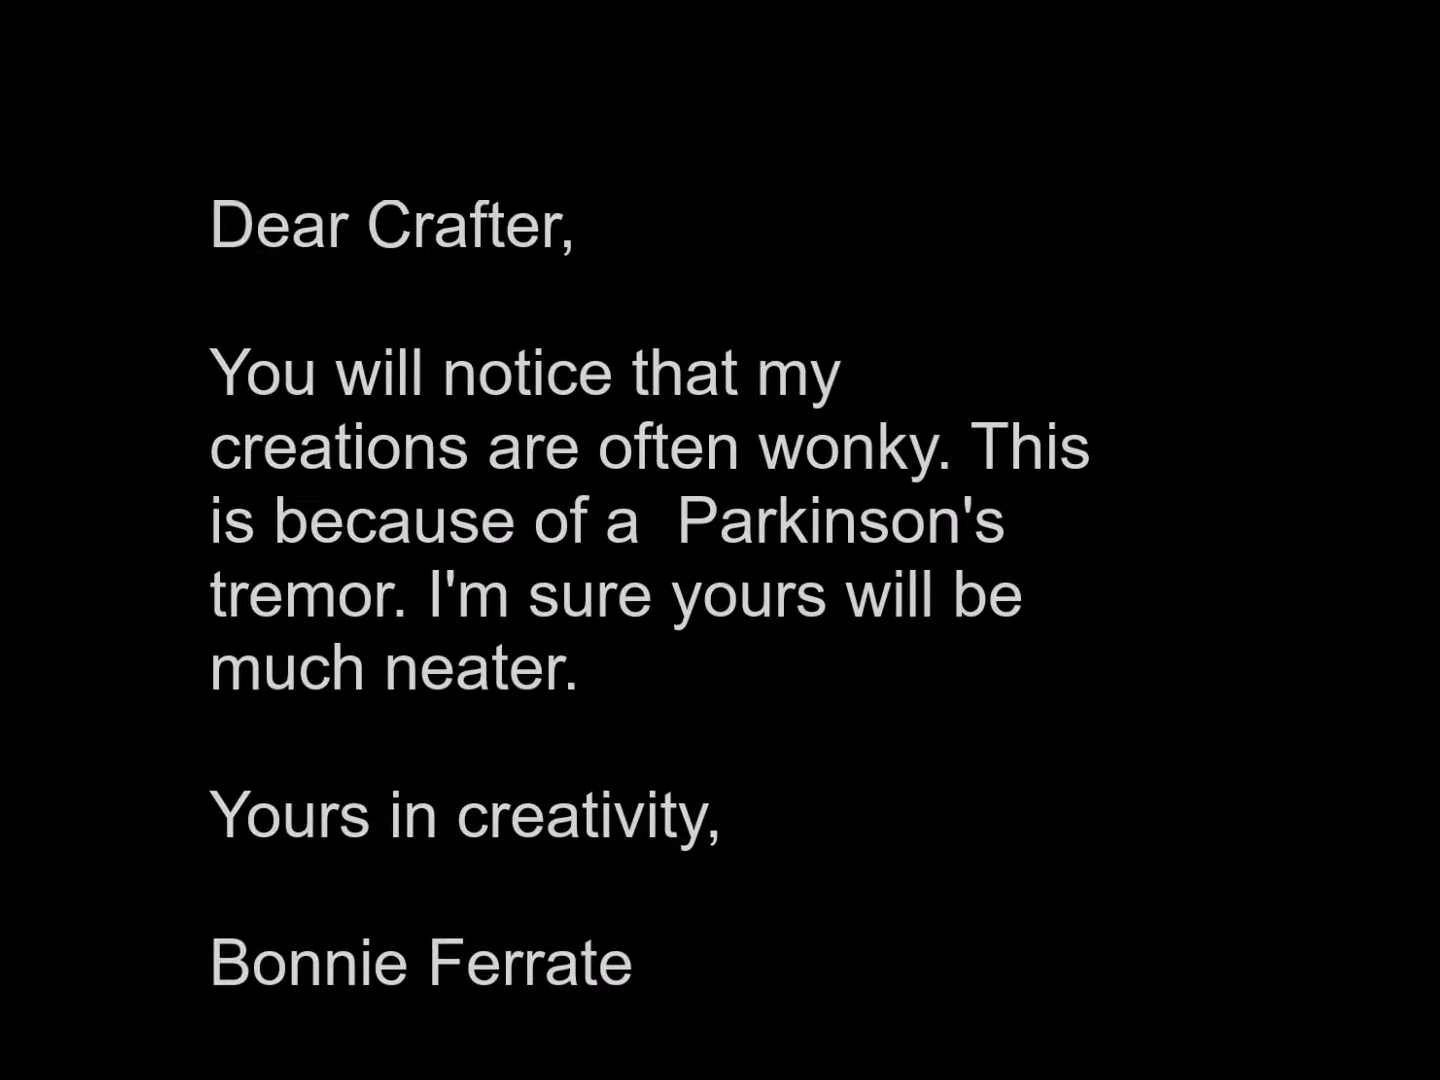 Dear Crafter,
You will notice that my
creations are often wonky. This
is because of a  Parkinson's
tremor. I'm sure yours will be
much neater.
Yours in creativity,
Bonnie Ferrate